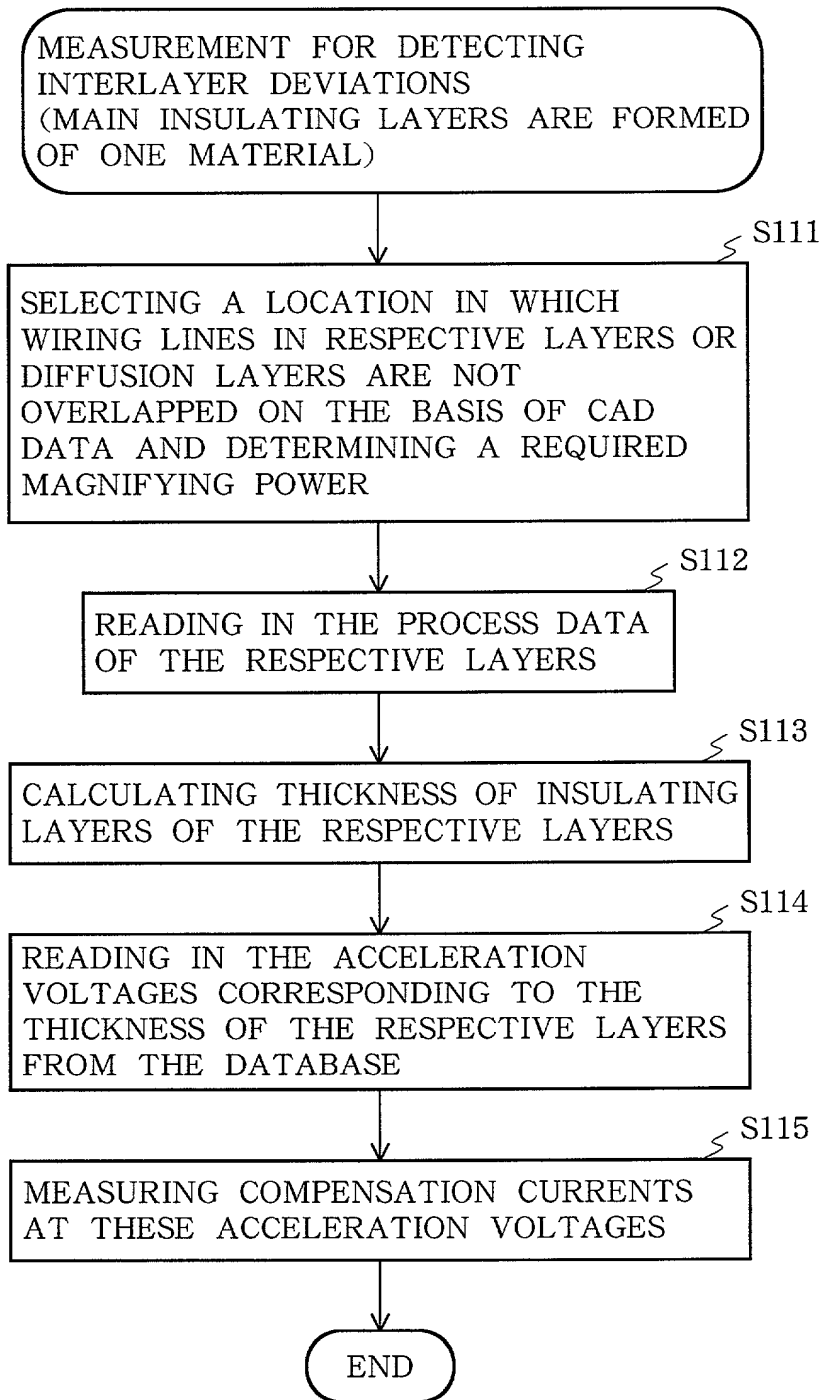 MEASUREMENT FOR DETECTING
INTERLAYER DEVIATIONS
(MAIN INSULATING LAYERS ARE FORMED
OF ONE MATERIAL)
S111
SELECTING A LOCATION IN WHICH
WIRING LINES IN RESPECTIVE LAYERS OR
DIFFUSION LAYERS ARE NOT
OVERLAPPED ON THE BASIS OF CAD
DATA AND DETERMINING A REQUIRED
MAGNIFYING POWER
S112
READING IN THE PROCESS DATA
OF THE RESPECTIVE LAYERS
S113
CALCULATING THICKNESS OF INSULATING
LAYERS OF THE RESPECTIVE LAYERS
S114
READING IN THE ACCELERATION
VOLTAGES CORRESPONDING TO THE
THICKNESS OF THE RESPECTIVE LAYERS
FROM THE DATABASE
S115
MEASURING COMPENSATION CURRENTS
AT THESE ACCELERATION VOLTAGES
END